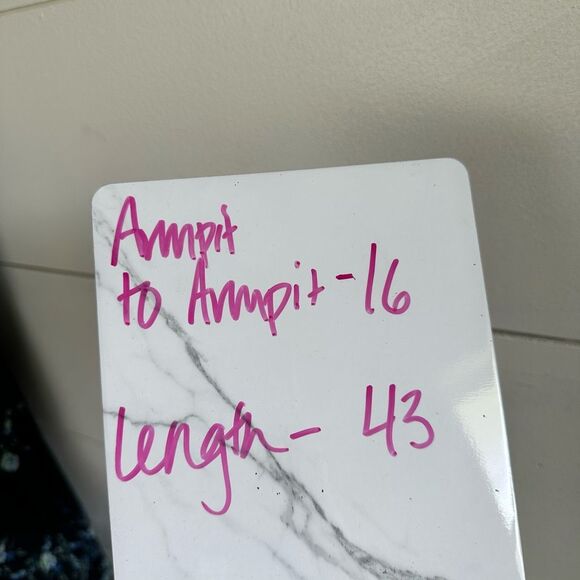 Armpit
to Armpit - 16
Length - 43